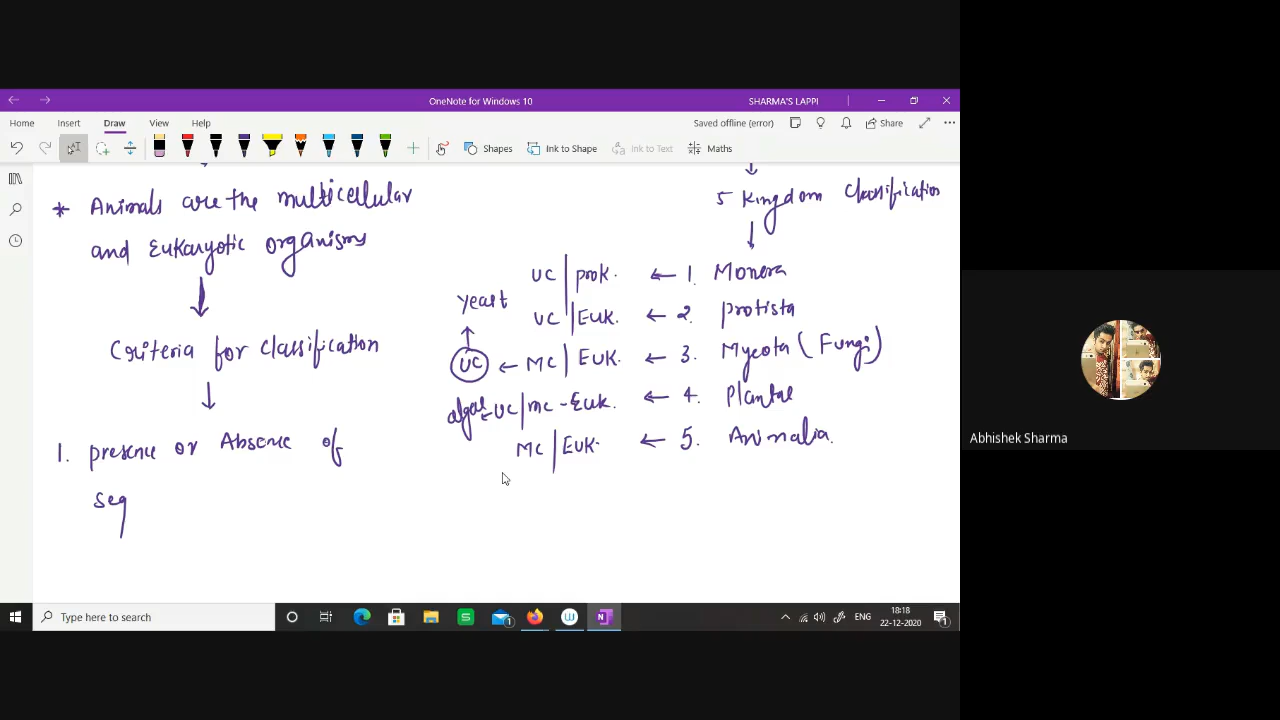 OneNote for Windows 10
SHARMA'S LAPPI
Home Insert Draw View Help
Saved offline (error)
Share
Shapes
Ink to Shape
Ink to Text
Maths
* Animals are the multicellular
and Eukaryotic organisms
Criteria for classification
1. presence or Absence of
seg
5 Kingdom classification
UC | prok. ← 1. Monera
UC | EUK. ← 2. protista
yeast
UC ← MC | EUK. ← 3. Mycota (Fungi)
algae ← UC | MC - EUK. ← 4. Plantae
MC | EUK. ← 5. Animalia.
Abhishek Sharma
Type here to search
ENG
18:18
22-12-2020